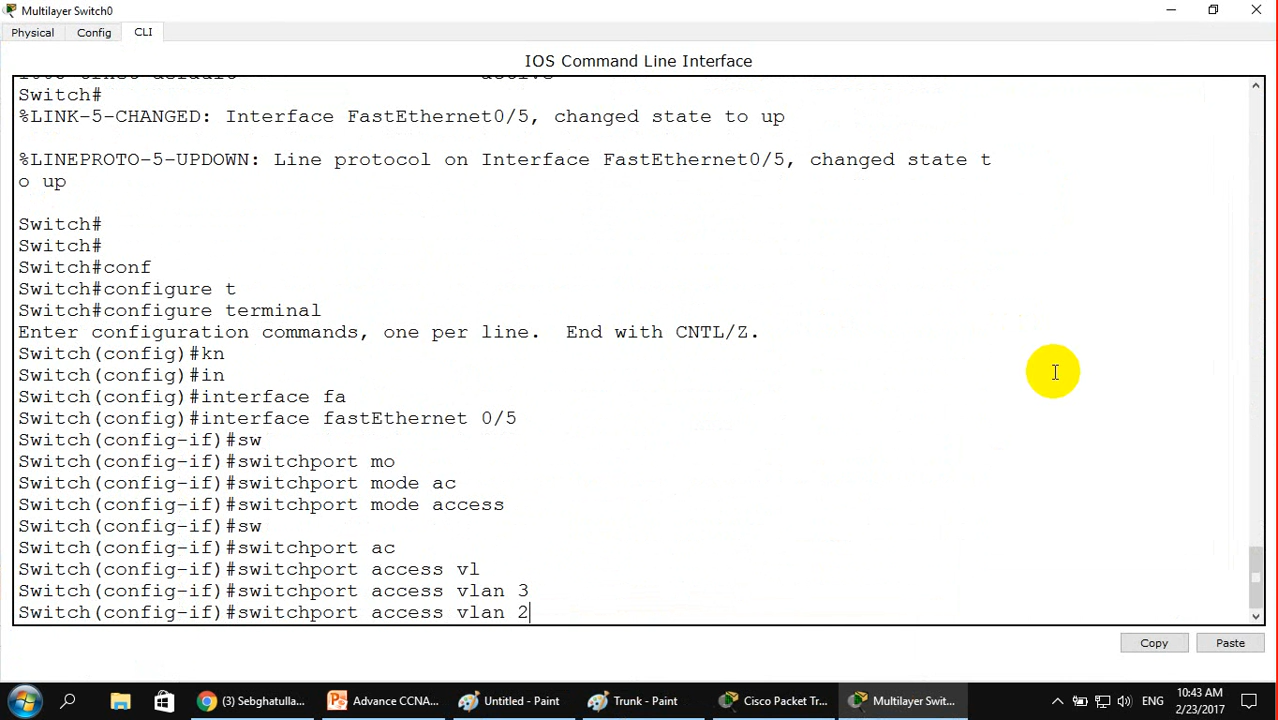 Multilayer Switch0
Physical Config CLI
IOS Command Line Interface
Switch#
%LINK-5-CHANGED: Interface FastEthernet0/5, changed state to up
%LINEPROTO-5-UPDOWN: Line protocol on Interface FastEthernet0/5, changed state t
o up
Switch#
Switch#
Switch#conf
Switch#configure t
Switch#configure terminal
Enter configuration commands, one per line.  End with CNTL/Z.
Switch(config)#kn
Switch(config)#in
Switch(config)#interface fa
Switch(config)#interface fastEthernet 0/5
Switch(config-if)#sw
Switch(config-if)#switchport mo
Switch(config-if)#switchport mode ac
Switch(config-if)#switchport mode access
Switch(config-if)#sw
Switch(config-if)#switchport ac
Switch(config-if)#switchport access vl
Switch(config-if)#switchport access vlan 3
Switch(config-if)#switchport access vlan 2
Copy Paste
(3) Sebghatulla... Advance CCNA... Untitled - Paint Trunk - Paint Cisco Packet Tr... Multilayer Swit... ENG 10:43 AM
2/23/2017